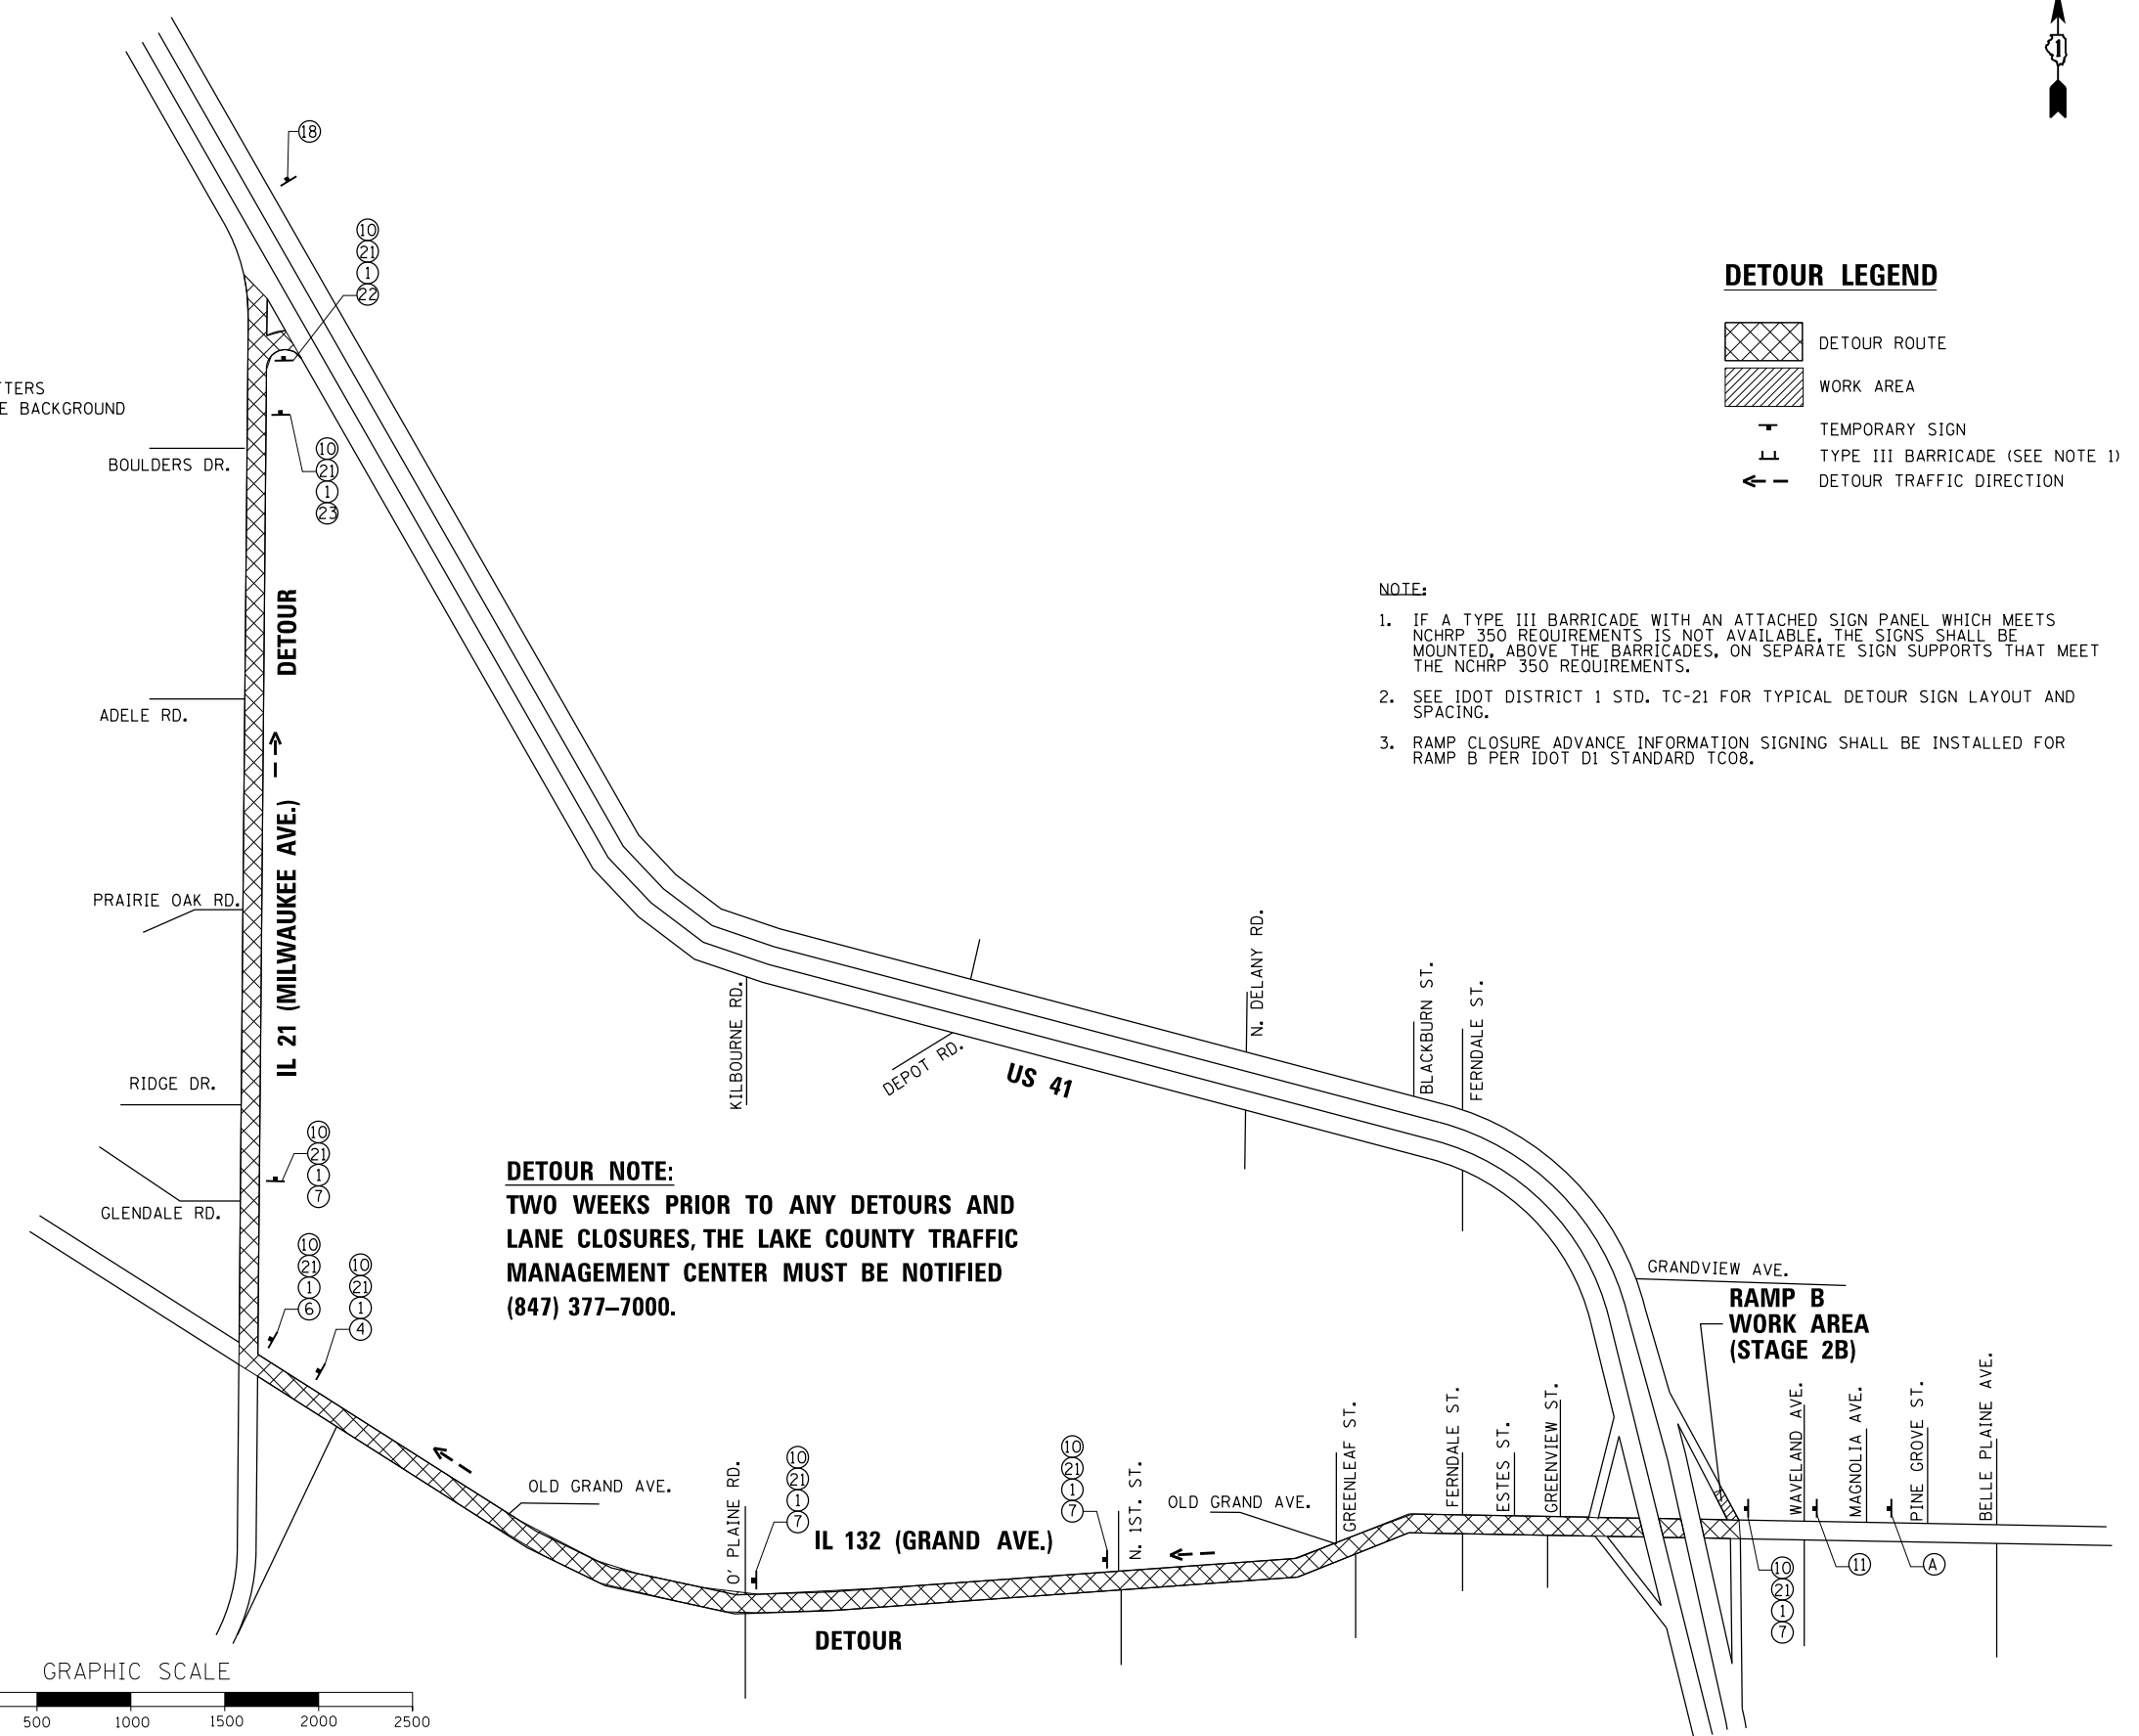 1
18
10
21
1
22
DETOUR LEGEND
DETOUR ROUTE
WORK AREA
TEMPORARY SIGN
TYPE III BARRICADE (SEE NOTE 1)
DETOUR TRAFFIC DIRECTION
TTERS
E BACKGROUND
BOULDERS DR.
10
21
1
23
DETOUR
NOTE:
1. IF A TYPE III BARRICADE WITH AN ATTACHED SIGN PANEL WHICH MEETS
NCHRP 350 REQUIREMENTS IS NOT AVAILABLE, THE SIGNS SHALL BE
MOUNTED, ABOVE THE BARRICADES, ON SEPARATE SIGN SUPPORTS THAT MEET
THE NCHRP 350 REQUIREMENTS.
2. SEE IDOT DISTRICT 1 STD. TC-21 FOR TYPICAL DETOUR SIGN LAYOUT AND
SPACING.
3. RAMP CLOSURE ADVANCE INFORMATION SIGNING SHALL BE INSTALLED FOR
RAMP B PER IDOT D1 STANDARD TC08.
ADELE RD.
IL 21 (MILWAUKEE AVE.)
PRAIRIE OAK RD.
RIDGE DR.
KILBOURNE RD.
DEPOT RD.
US 41
N. DELANY RD.
BLACKBURN ST.
FERNDALE ST.
10
21
1
7
GLENDALE RD.
10
21
1
6
10
21
1
4
DETOUR NOTE:
TWO WEEKS PRIOR TO ANY DETOURS AND
LANE CLOSURES, THE LAKE COUNTY TRAFFIC
MANAGEMENT CENTER MUST BE NOTIFIED
(847) 377–7000.
GRANDVIEW AVE.
RAMP B
WORK AREA
(STAGE 2B)
OLD GRAND AVE.
O' PLAINE RD.
10
21
1
7
IL 132 (GRAND AVE.)
10
21
1
7
N. 1ST. ST.
OLD GRAND AVE.
GREENLEAF ST.
FERNDALE ST.
ESTES ST.
GREENVIEW ST.
WAVELAND AVE.
MAGNOLIA AVE.
PINE GROVE ST.
BELLE PLAINE AVE.
10
21
1
7
11
A
DETOUR
GRAPHIC SCALE
500 1000 1500 2000 2500